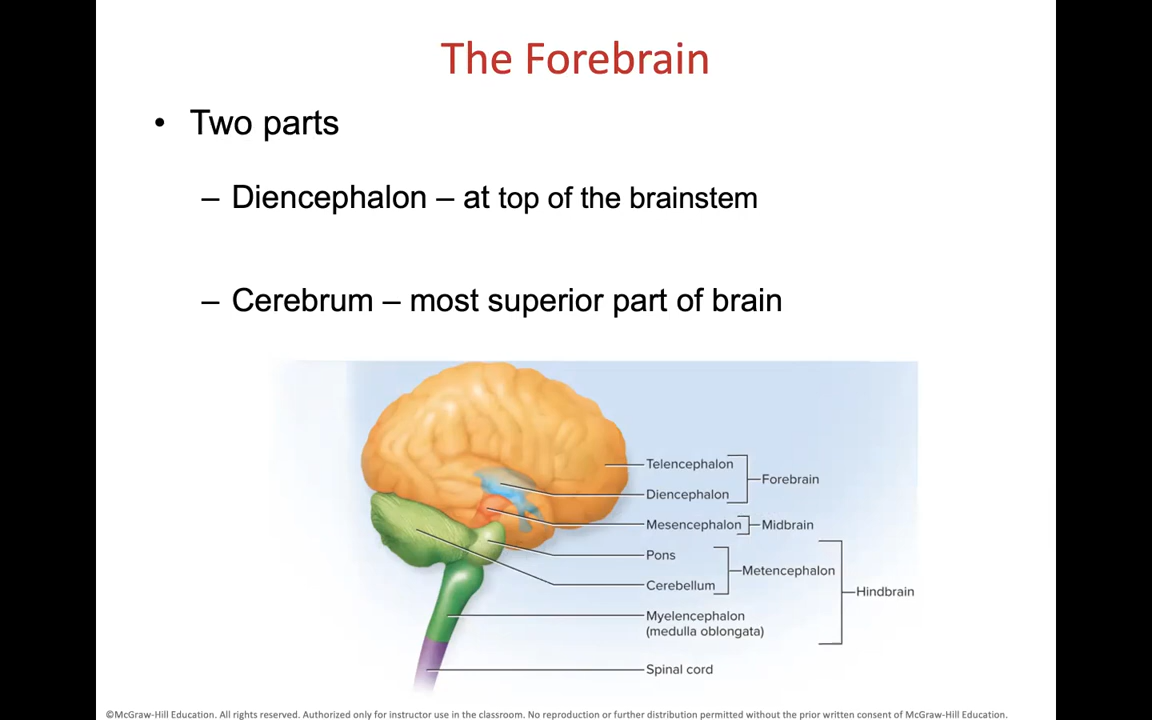 The Forebrain
• Two parts
– Diencephalon – at top of the brainstem
– Cerebrum – most superior part of brain
Telencephalon
Forebrain
Diencephalon
Mesencephalon
Midbrain
Pons
Metencephalon
Cerebellum
Hindbrain
Myelencephalon
(medulla oblongata)
Spinal cord
©McGraw-Hill Education. All rights reserved. Authorized only for instructor use in the classroom. No reproduction or further distribution permitted without the prior written consent of McGraw-Hill Education.